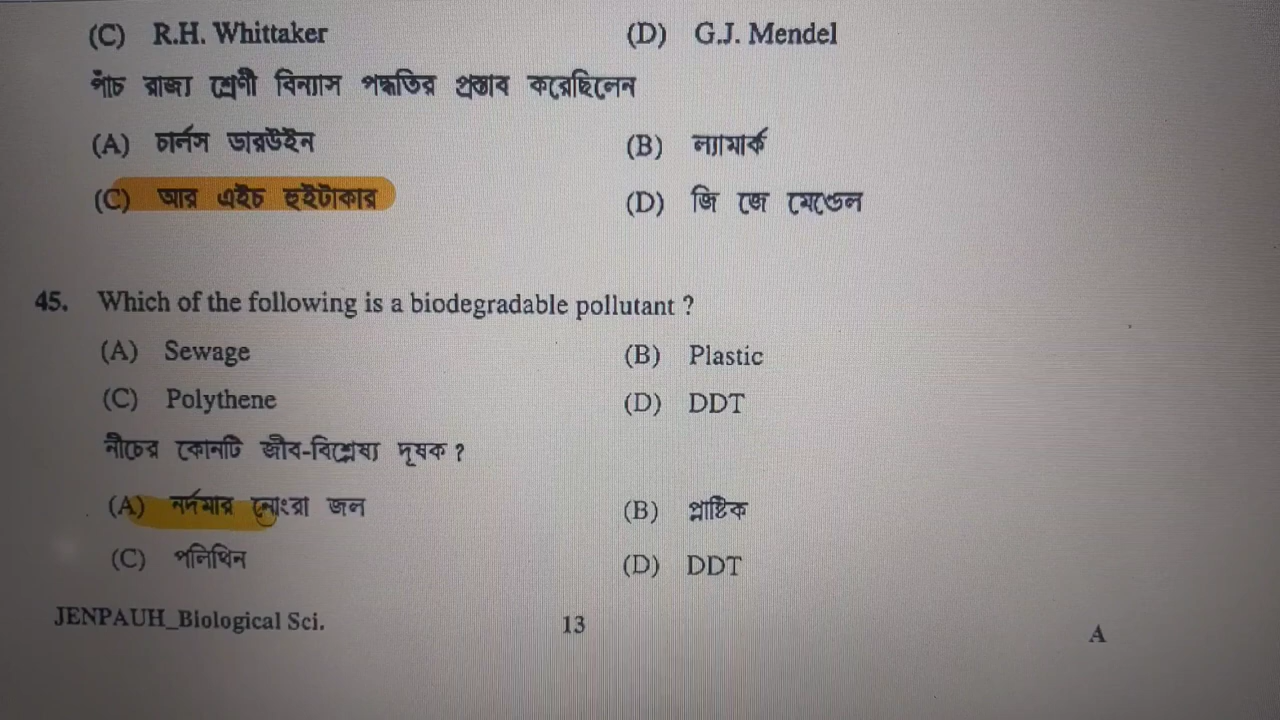 (C) R.H. Whittaker (D) G.J. Mendel
পাঁচ রাজ্য শ্রেণী বিন্যাস পদ্ধতির প্রস্তাব করেছিলেন
(A) চার্লস ডারউইন (B) ল্যামার্ক
(C) আর এইচ হুইটাকার (D) জি জে মেণ্ডেল
45. Which of the following is a biodegradable pollutant ?
(A) Sewage (B) Plastic
(C) Polythene (D) DDT
নীচের কোনটি জীব-বিশ্লেষ্য দূষক ?
(A) নর্দমার নোংরা জল (B) প্লাষ্টিক
(C) পলিথিন (D) DDT
JENPAUH_Biological Sci. 13 A